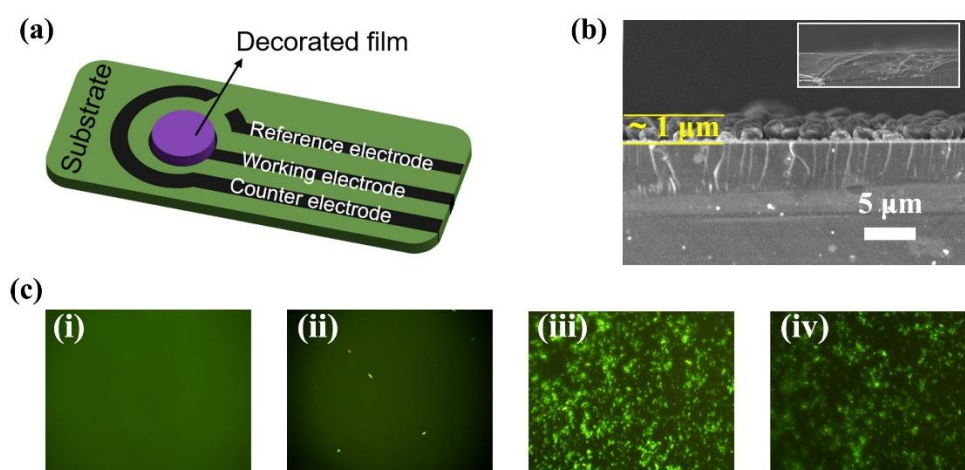 (a)
Decorated film
Substrate
Reference electrode
Working electrode
Counter electrode
(b)
~ 1 μm
5 μm
(c)
(i)
(ii)
(iii)
(iv)